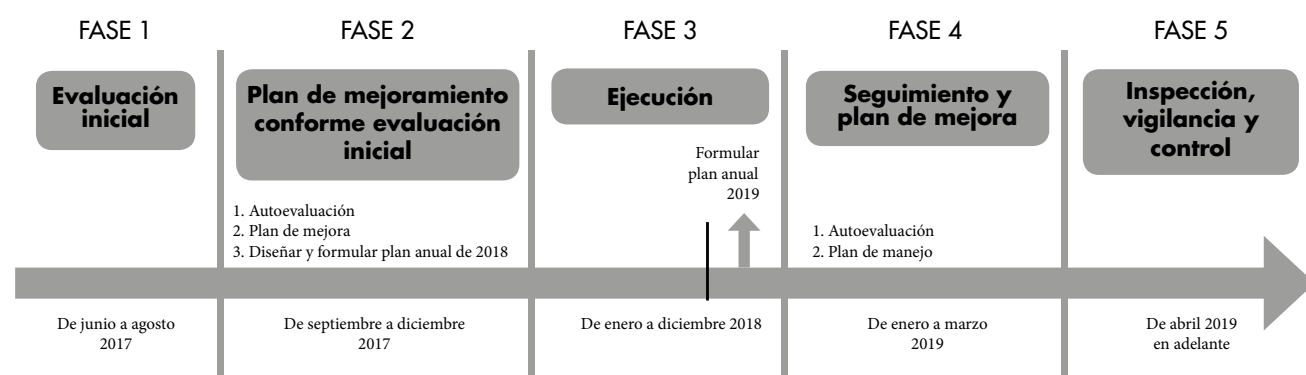 FASE 1
Evaluación
inicial
De junio a agosto
2017
FASE 2
Plan de mejoramiento
conforme evaluación
inicial
1. Autoevaluación
2. Plan de mejora
3. Diseñar y formular plan anual de 2018
De septiembre a diciembre
2017
FASE 3
Ejecución
Formular
plan anual
2019
De enero a diciembre 2018
FASE 4
Seguimiento y
plan de mejora
1. Autoevaluación
2. Plan de manejo
De enero a marzo
2019
FASE 5
Inspección,
vigilancia y
control
De abril 2019
en adelante